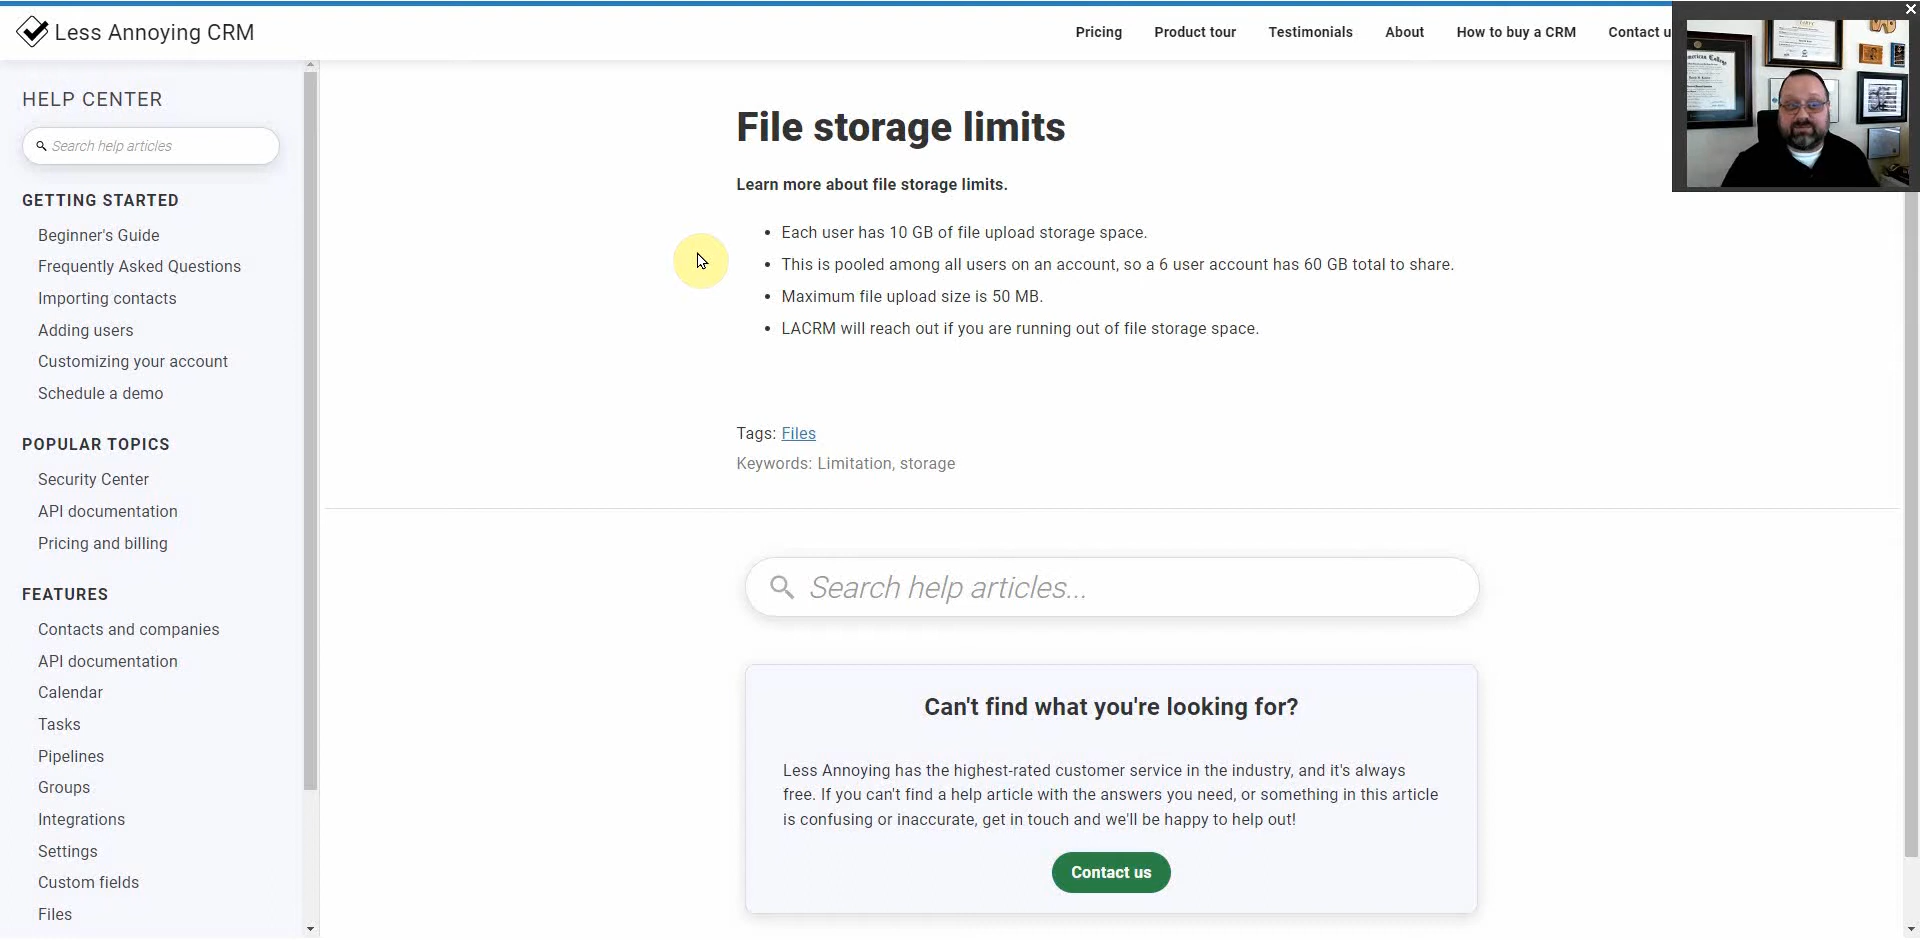 Less Annoying CRM
Pricing
Product tour
Testimonials
About
How to buy a CRM
Contact u
HELP CENTER
Search help articles
GETTING STARTED
Beginner's Guide
Frequently Asked Questions
Importing contacts
Adding users
Customizing your account
Schedule a demo
POPULAR TOPICS
Security Center
API documentation
Pricing and billing
FEATURES
Contacts and companies
API documentation
Calendar
Tasks
Pipelines
Groups
Integrations
Settings
Custom fields
Files
File storage limits
Learn more about file storage limits.
• Each user has 10 GB of file upload storage space.
• This is pooled among all users on an account, so a 6 user account has 60 GB total to share.
• Maximum file upload size is 50 MB.
• LACRM will reach out if you are running out of file storage space.
Tags: Files
Keywords: Limitation, storage
Search help articles...
Can't find what you're looking for?
Less Annoying has the highest-rated customer service in the industry, and it's always
free. If you can't find a help article with the answers you need, or something in this article
is confusing or inaccurate, get in touch and we'll be happy to help out!
Contact us